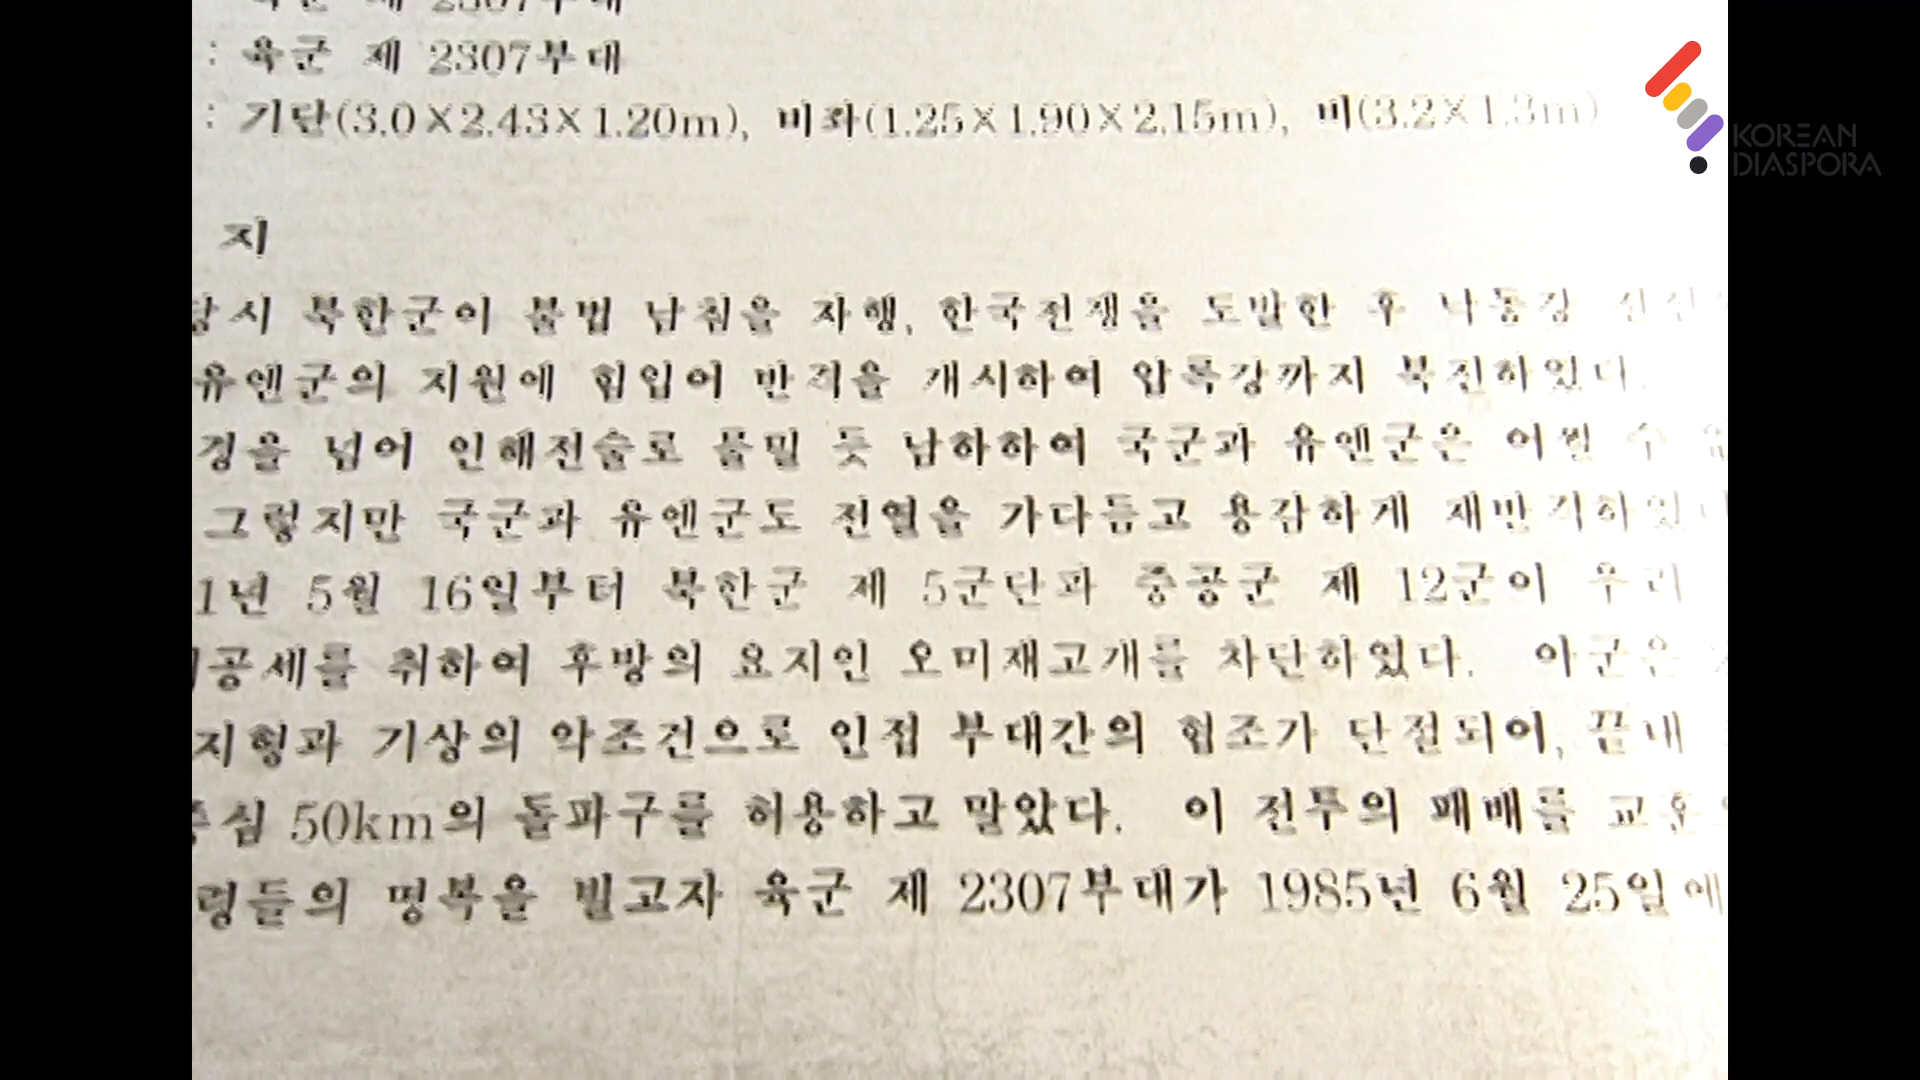 : 육군 제 2307부대
: 기단(3.0×2.43×1.20m), 비좌(1.25×1.90×2.15m), 비(3.2×1.3m)
KOREAN
DIASPORA
지
당시 북한군이 불법 남침을 자행, 한국전쟁을 도발한 후 낙동강
유엔군의 지원에 힘입어 반격을 개시하여 압록강까지 북진하였다.
경을 넘어 인해전술로 물밀 듯 남하하여 국군과 유엔군은 어쩔 수
그렇지만 국군과 유엔군도 전열을 가다듬고 용감하게 재반격하였
1년 5월 16일부터 북한군 제 5군단과 중공군 제 12군이 우리
공세를 취하여 후방의 요지인 오미재고개를 차단하였다. 아군은
지형과 기상의 악조건으로 인접 부대간의 협조가 단절되어, 끝내
종심 50km의 돌파구를 허용하고 말았다. 이 전투의 패배를 교훈
령들의 명복을 빌고자 육군 제 2307부대가 1985년 6월 25일에